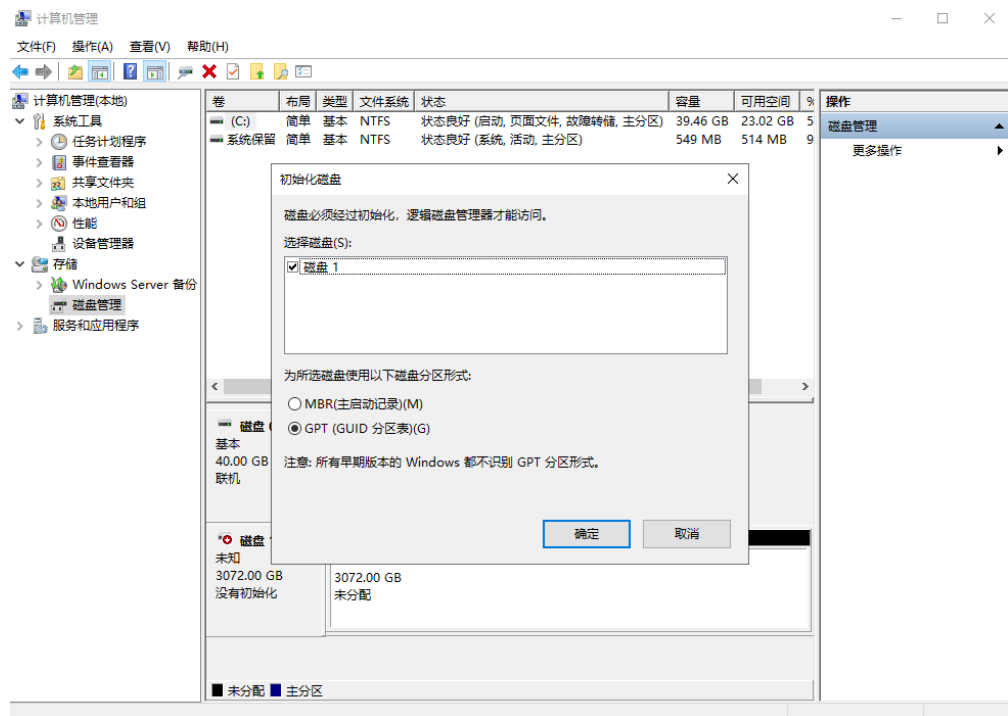 计算机管理
文件(F) 操作(A) 查看(V) 帮助(H)
计算机管理(本地)
系统工具
任务计划程序
事件查看器
共享文件夹
本地用户和组
性能
设备管理器
存储
Windows Server 备份
磁盘管理
服务和应用程序
卷 布局 类型 文件系统 状态 容量 可用空间 %
(C:) 简单 基本 NTFS 状态良好 (启动, 页面文件, 故障转储, 主分区) 39.46 GB 23.02 GB 5
系统保留 简单 基本 NTFS 状态良好 (系统, 活动, 主分区) 549 MB 514 MB 9
初始化磁盘
磁盘必须经过初始化，逻辑磁盘管理器才能访问。
选择磁盘(S):
磁盘 1
为所选磁盘使用以下磁盘分区形式:
MBR(主启动记录)(M)
GPT (GUID 分区表)(G)
注意: 所有早期版本的 Windows 都不识别 GPT 分区形式。
确定 取消
磁盘
基本
40.00 GB
联机
磁盘
未知
3072.00 GB
没有初始化
3072.00 GB
未分配
未分配 主分区
操作
磁盘管理
更多操作